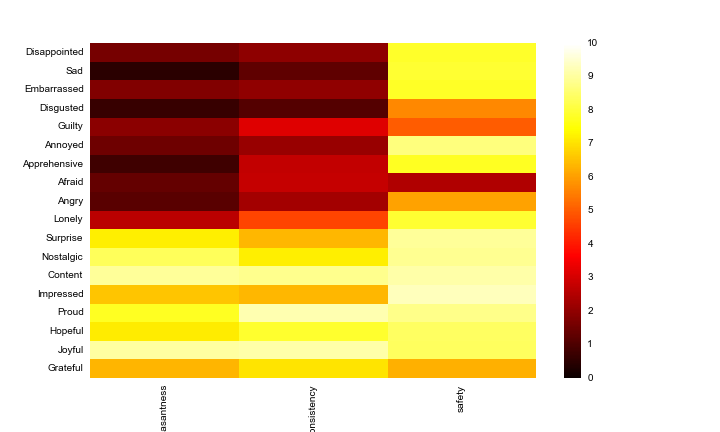 Disappointed
Sad
Embarrassed
Disgusted
Guilty
Annoyed
Apprehensive
Afraid
Angry
Lonely
Surprise
Nostalgic
Content
Impressed
Proud
Hopeful
Joyful
Grateful
asantness
onsistency
safety
10
9
8
7
6
5
4
3
2
1
0